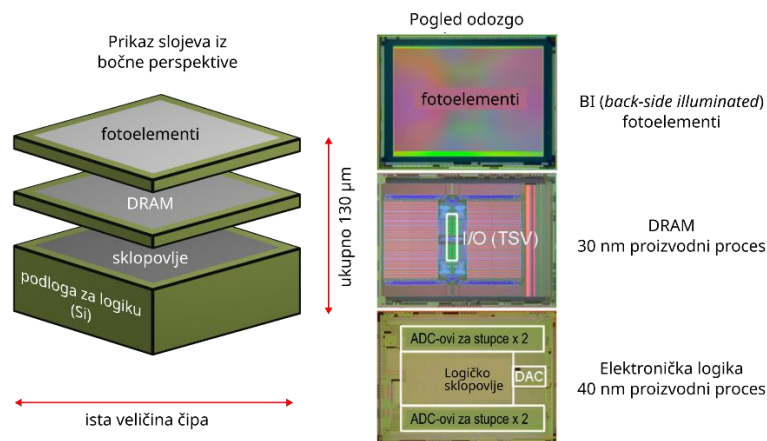 Prikaz slojeva iz
bočne perspektive
fotoelementi
DRAM
sklopovlje
podloga za logiku
(Si)
ukupno 130 μm
ista veličina čipa
Pogled odozgo
fotoelementi
BI (back-side illuminated)
fotoelementi
I/O (TSV)
DRAM
30 nm proizvodni proces
ADC-ovi za stupce x 2
Logičko
sklopovlje
DAC
ADC-ovi za stupce x 2
Elektronička logika
40 nm proizvodni proces